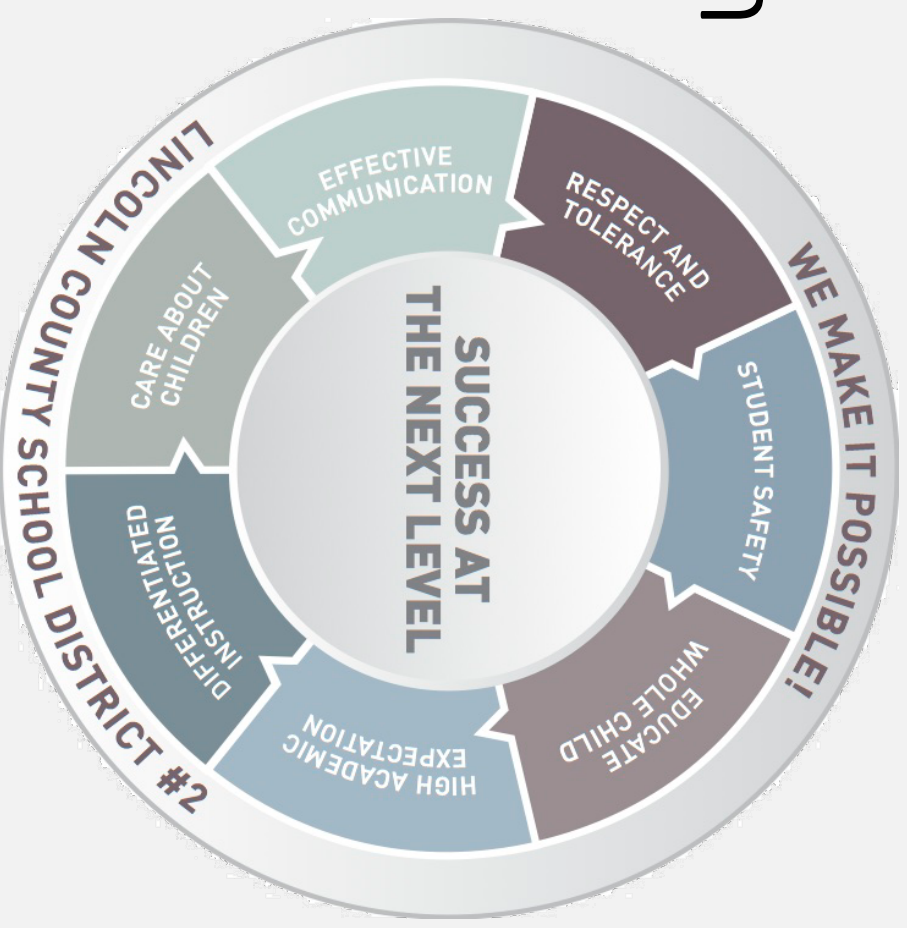 WE MAKE IT POSSIBLE!
EFFECTIVE
COMMUNICATION
RESPECT AND
TOLERANCE
STUDENT SAFETY
EDUCATE
WHOLE CHILD
HIGH ACADEMIC
EXPECTATION
DIFFERENTIATED
INSTRUCTION
CARE ABOUT
CHILDREN
SUCCESS AT
THE NEXT LEVEL
LINCOLN COUNTY SCHOOL DISTRICT #2